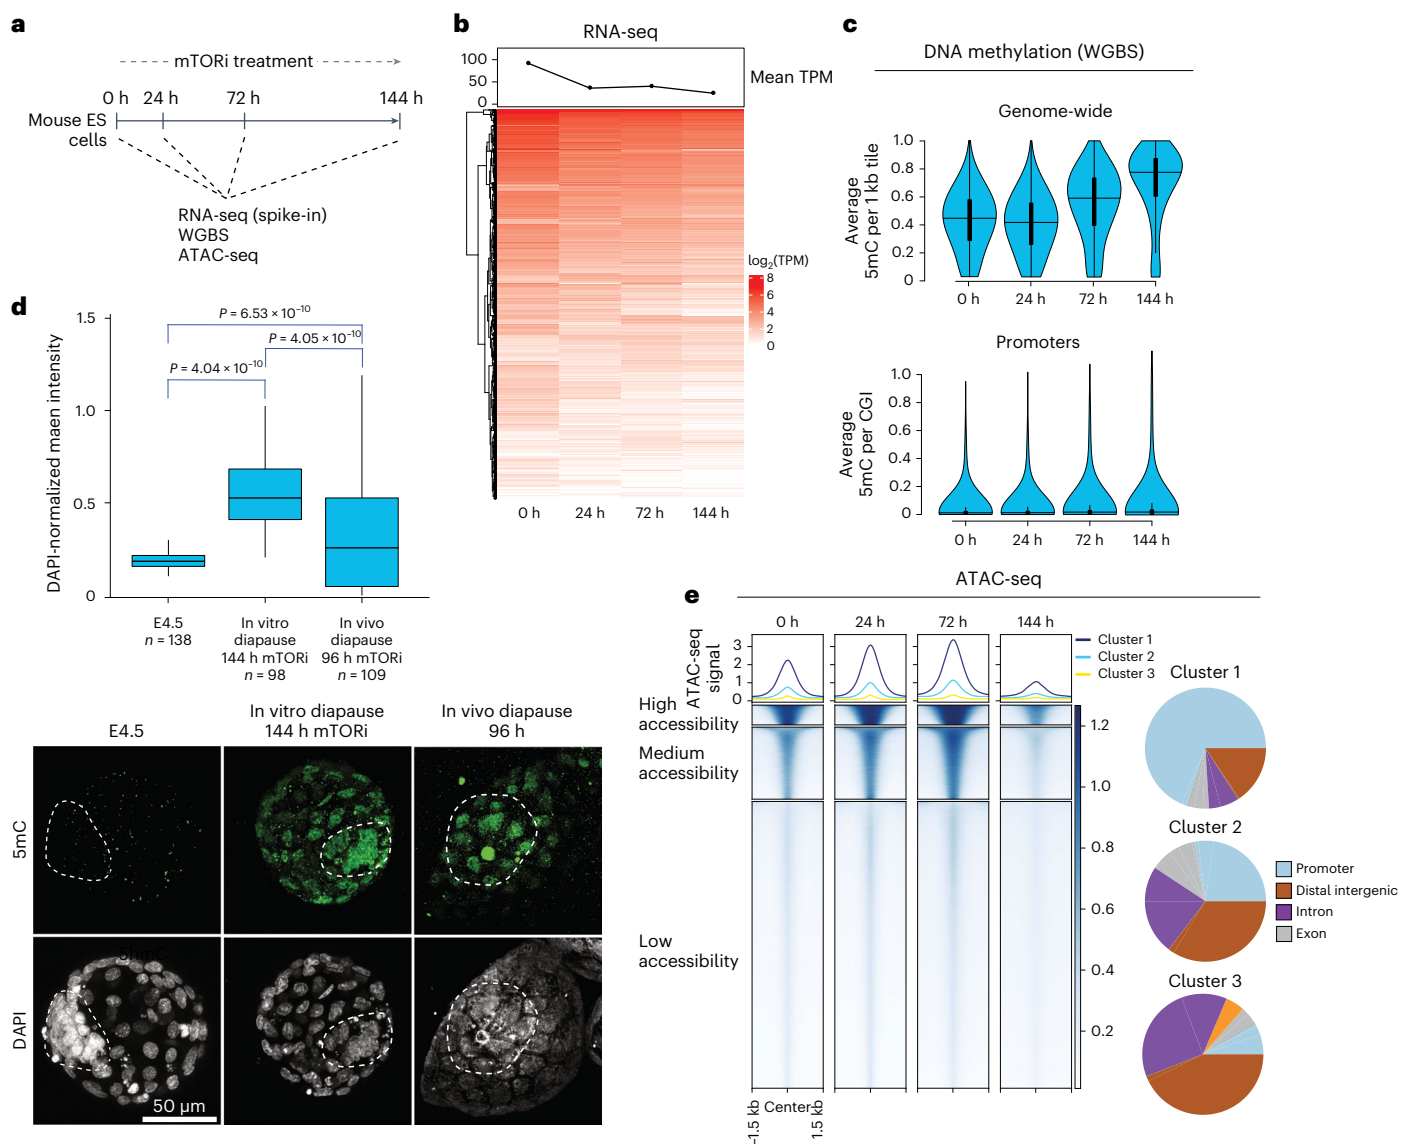 a
mTORi treatment
0 h 24 h 72 h 144 h
Mouse ES
cells
RNA-seq (spike-in)
WGBS
ATAC-seq
b
RNA-seq
100
50
0
Mean TPM
log2(TPM)
8
6
4
2
0
0 h 24 h 72 h 144 h
c
DNA methylation (WGBS)
Genome-wide
Average
5mC per 1 kb tile
1.0
0.8
0.6
0.4
0.2
0
0 h 24 h 72 h 144 h
Promoters
Average
5mC per CGI
1.0
0.8
0.6
0.4
0.2
0
0 h 24 h 72 h 144 h
d
DAPI-normalized maen intensity
1.5
1.0
0.5
0
P = 6.53 × 10⁻¹⁰
P = 4.05 × 10⁻¹⁰
P = 4.04 × 10⁻¹⁰
E4.5
n = 138
In vitro
diapause
144 h mTORi
n = 98
In vivo
diapause
96 h mTORi
n = 109
E4.5
In vitro diapause
144 h mTORi
In vivo diapause
96 h
5mC
5hmC
DAPI
50 µm
e
ATAC-seq
0 h 24 h 72 h 144 h
ATAC-seq
signal
3
2
1
0
Cluster 1
Cluster 2
Cluster 3
High
accessibility
Medium
accessibility
Low
accessibility
1.2
1.0
0.8
0.6
0.4
0.2
−1.5 kb
Center
1.5 kb
Cluster 1
Cluster 2
Promoter
Distal intergenic
Intron
Exon
Cluster 3